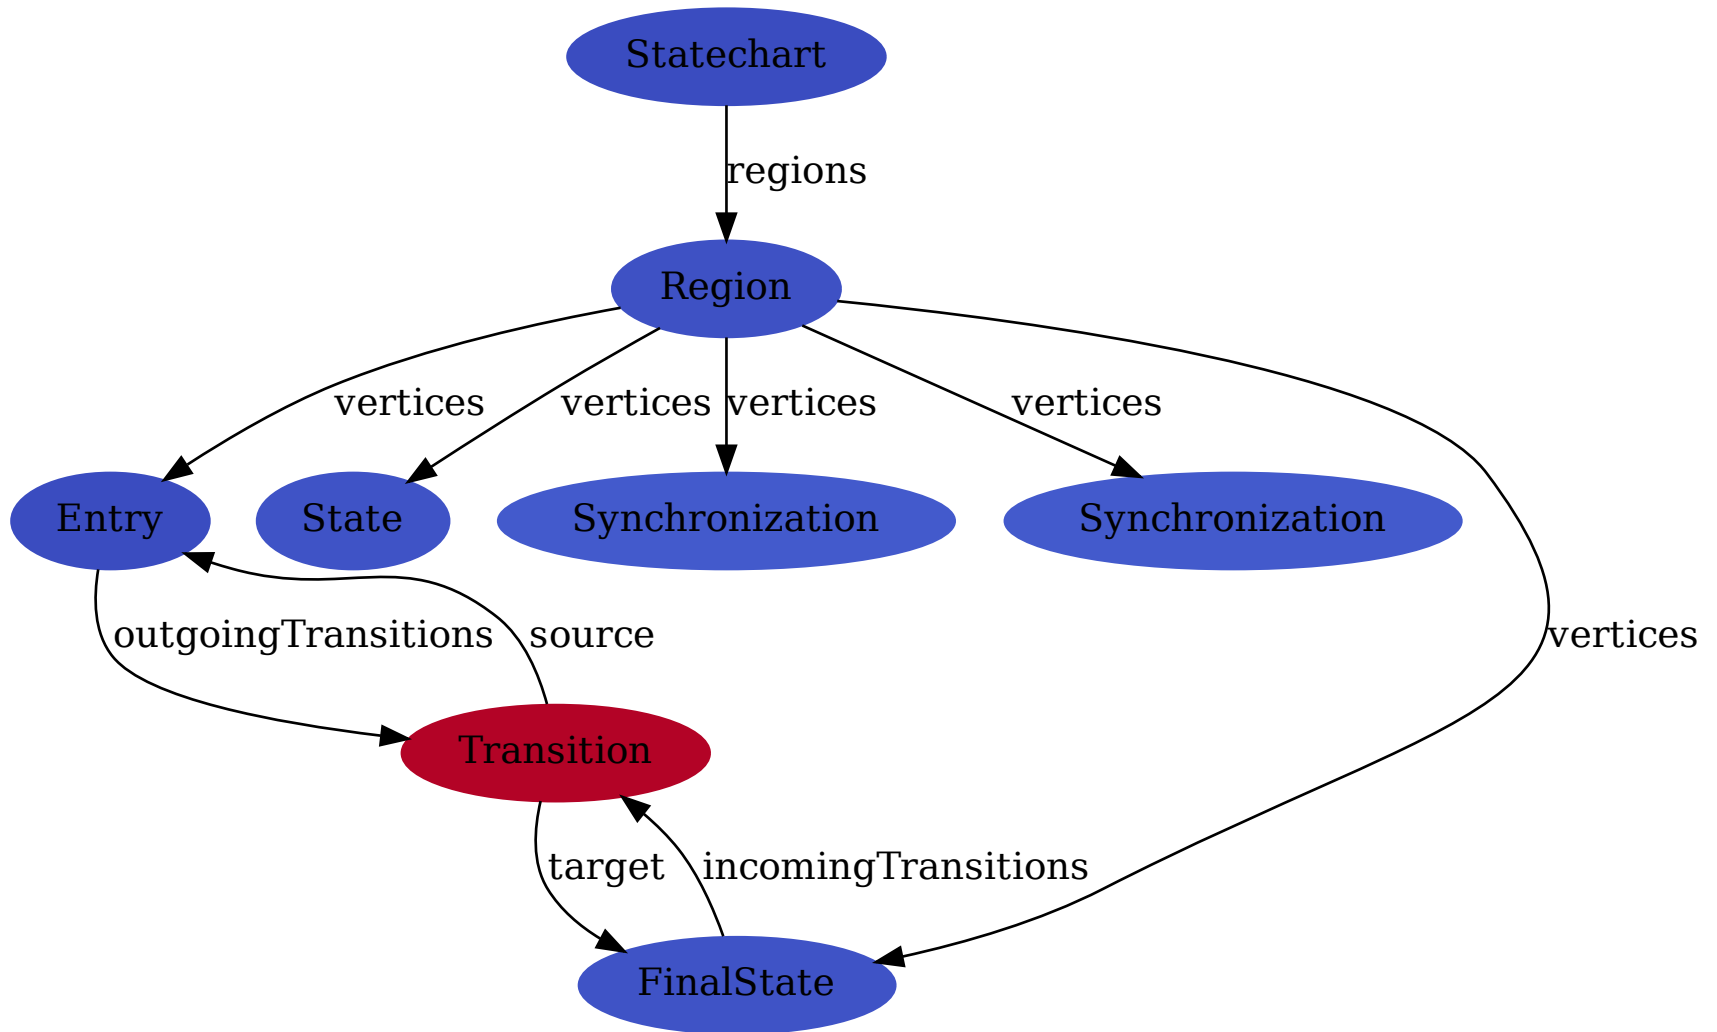 Statechart
regions
Region
vertices
vertices
vertices
vertices
Entry
State
Synchronization
Synchronization
outgoingTransitions
source
vertices
Transition
target
incomingTransitions
FinalState